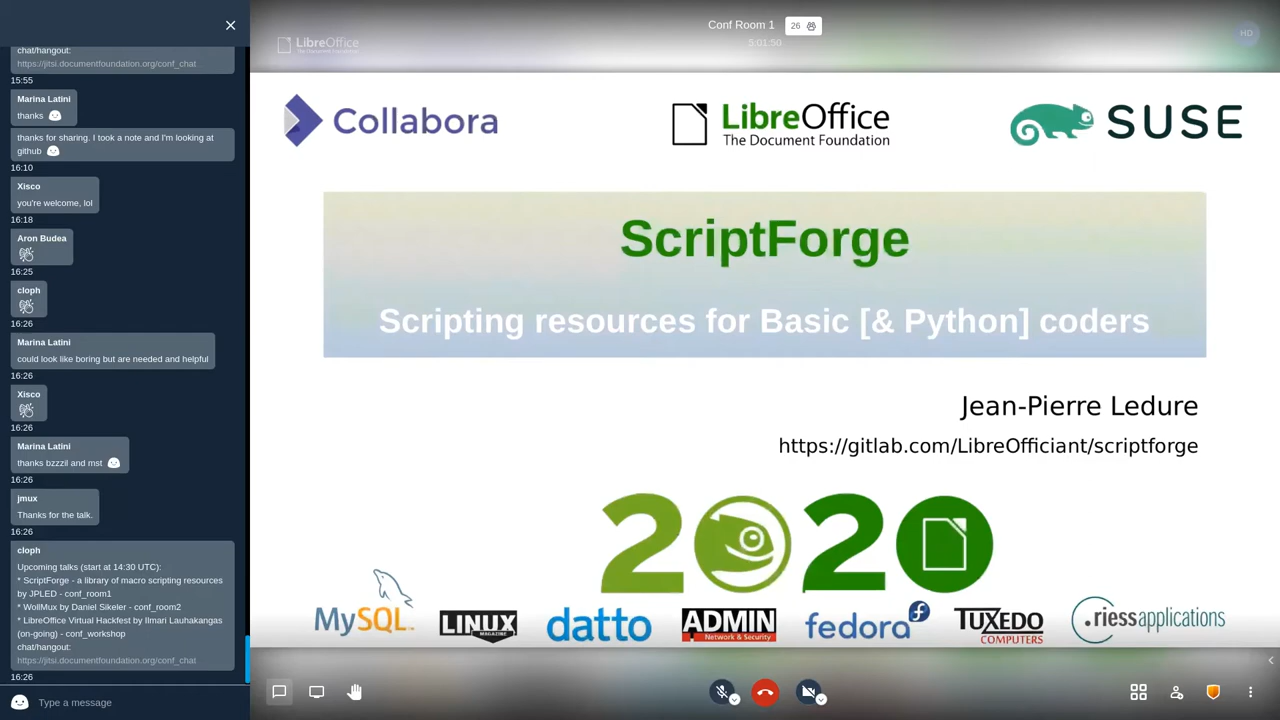 chat/hangout:
https://jitsi.documentfoundation.org/conf_chat
15:55
Marina Latini
thanks
thanks for sharing. I took a note and I'm looking at
github
16:10
Xisco
you're welcome, lol
16:18
Aron Budea
16:25
cloph
16:26
Marina Latini
could look like boring but are needed and helpful
16:26
Xisco
16:26
Marina Latini
thanks bzzzil and mst
16:26
jmux
Thanks for the talk.
16:26
cloph
Upcoming talks (start at 14:30 UTC):
* ScriptForge - a library of macro scripting resources
by JPLED - conf_room1
* WollMux by Daniel Sikeler - conf_room2
* LibreOffice Virtual Hackfest by Ilmari Lauhakangas
(on-going) - conf_workshop
chat/hangout:
https://jitsi.documentfoundation.org/conf_chat
16:26
Type a message
Conf Room 1
26
5:01:50
HD
LibreOffice
The Document Foundation
Collabora
LibreOffice
The Document Foundation
SUSE
ScriptForge
Scripting resources for Basic [& Python] coders
Jean-Pierre Ledure
https://gitlab.com/LibreOfficiant/scriptforge
2020
MySQL
LINUX
MAGAZINE
datto
ADMIN
Network & Security
fedora
TUXEDO
COMPUTERS
.riessapplications